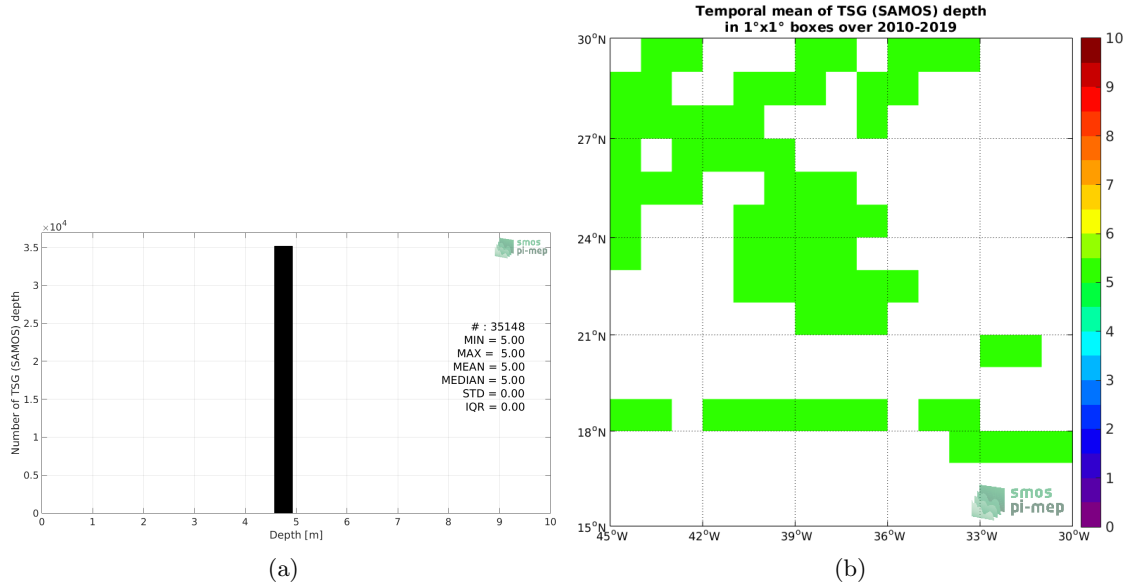 ×10⁴
3.5
3
2.5
2
1.5
1
0.5
0
0 1 2 3 4 5 6 7 8 9 10
Depth [m]
Number of TSG (SAMOS) depth
smos
pi-mep
# : 35148
MIN = 5.00
MAX = 5.00
MEAN = 5.00
MEDIAN = 5.00
STD = 0.00
IQR = 0.00
(a)
Temporal mean of TSG (SAMOS) depth
in 1°x1° boxes over 2010-2019
30°N
27°N
24°N
21°N
18°N
15°N
45°W 42°W 39°W 36°W 33°W 30°W
smos
pi-mep
10
9
8
7
6
5
4
3
2
1
0
(b)